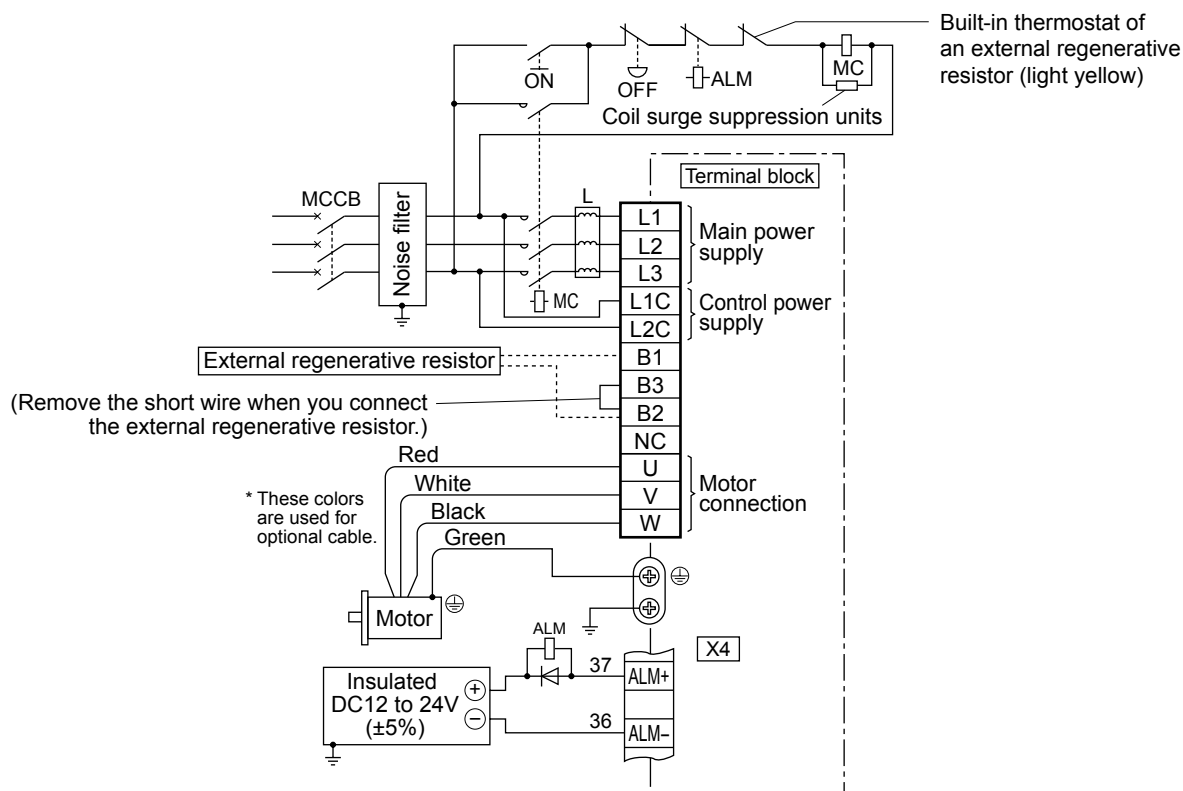 Built-in thermostat of
an external regenerative
resistor (light yellow)
ON
OFF
ALM
MC
Coil surge suppression units
Terminal block
MCCB
Noise filter
L
L1
L2
L3
Main power
supply
MC
L1C
L2C
Control power
supply
External regenerative resistor
B1
B3
B2
(Remove the short wire when you connect
the external regenerative resistor.)
NC
Red
U
White
V
Black
W
Motor
connection
* These colors
are used for
optional cable.
Green
Motor
ALM
X4
Insulated
DC12 to 24V
(±5%)
+
−
37
ALM+
36
ALM−